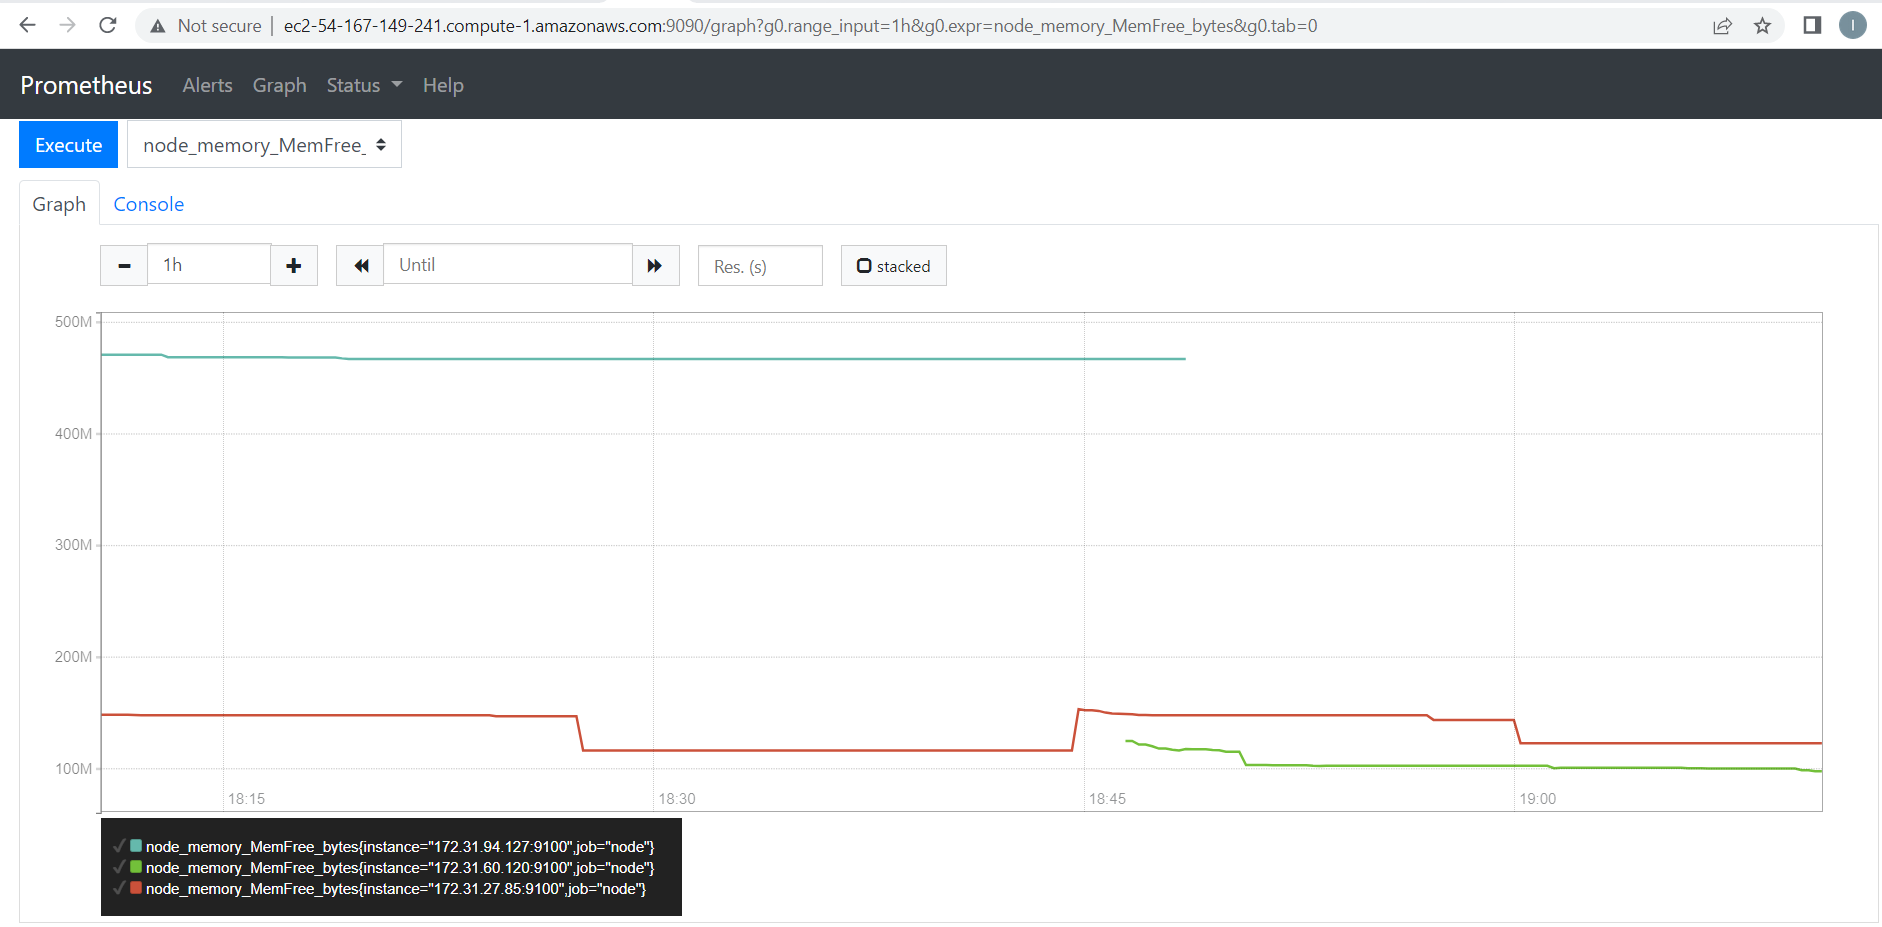 Not secure | ec2-54-167-149-241.compute-1.amazonaws.com:9090/graph?g0.range_input=1h&g0.expr=node_memory_MemFree_bytes&g0.tab=0
I
Prometheus Alerts Graph Status Help
Execute node_memory_MemFree_
Graph Console
1h Until Res. (s) stacked
500M
400M
300M
200M
100M
18:15 18:30 18:45 19:00
node_memory_MemFree_bytes{instance="172.31.94.127:9100",job="node"}
node_memory_MemFree_bytes{instance="172.31.60.120:9100",job="node"}
node_memory_MemFree_bytes{instance="172.31.27.85:9100",job="node"}